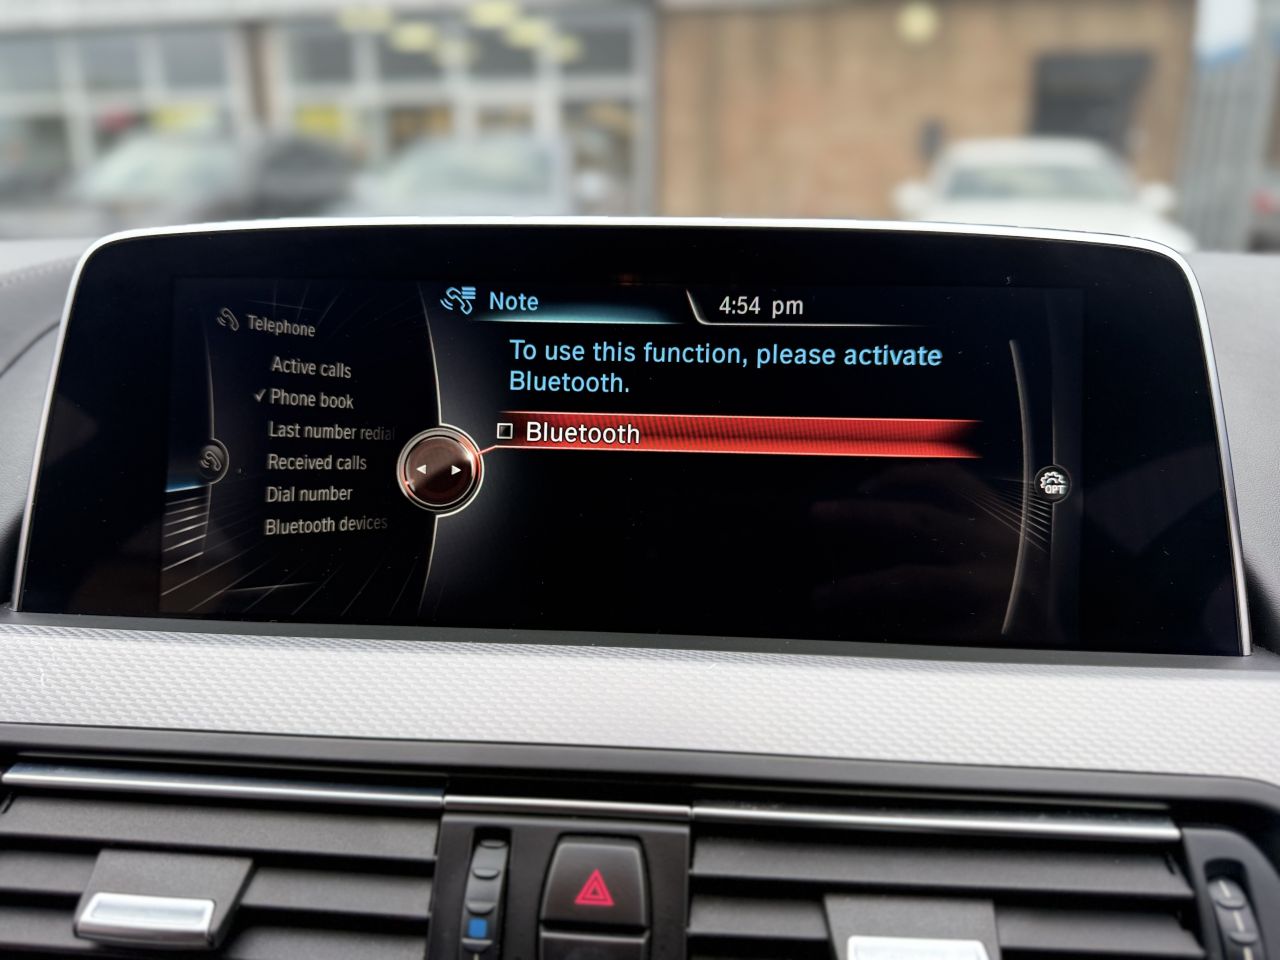 Note
4:54 pm
Telephone
Active calls
Phone book
Last number redial
Received calls
Dial number
Bluetooth devices
To use this function, please activate
Bluetooth.
Bluetooth
OPT